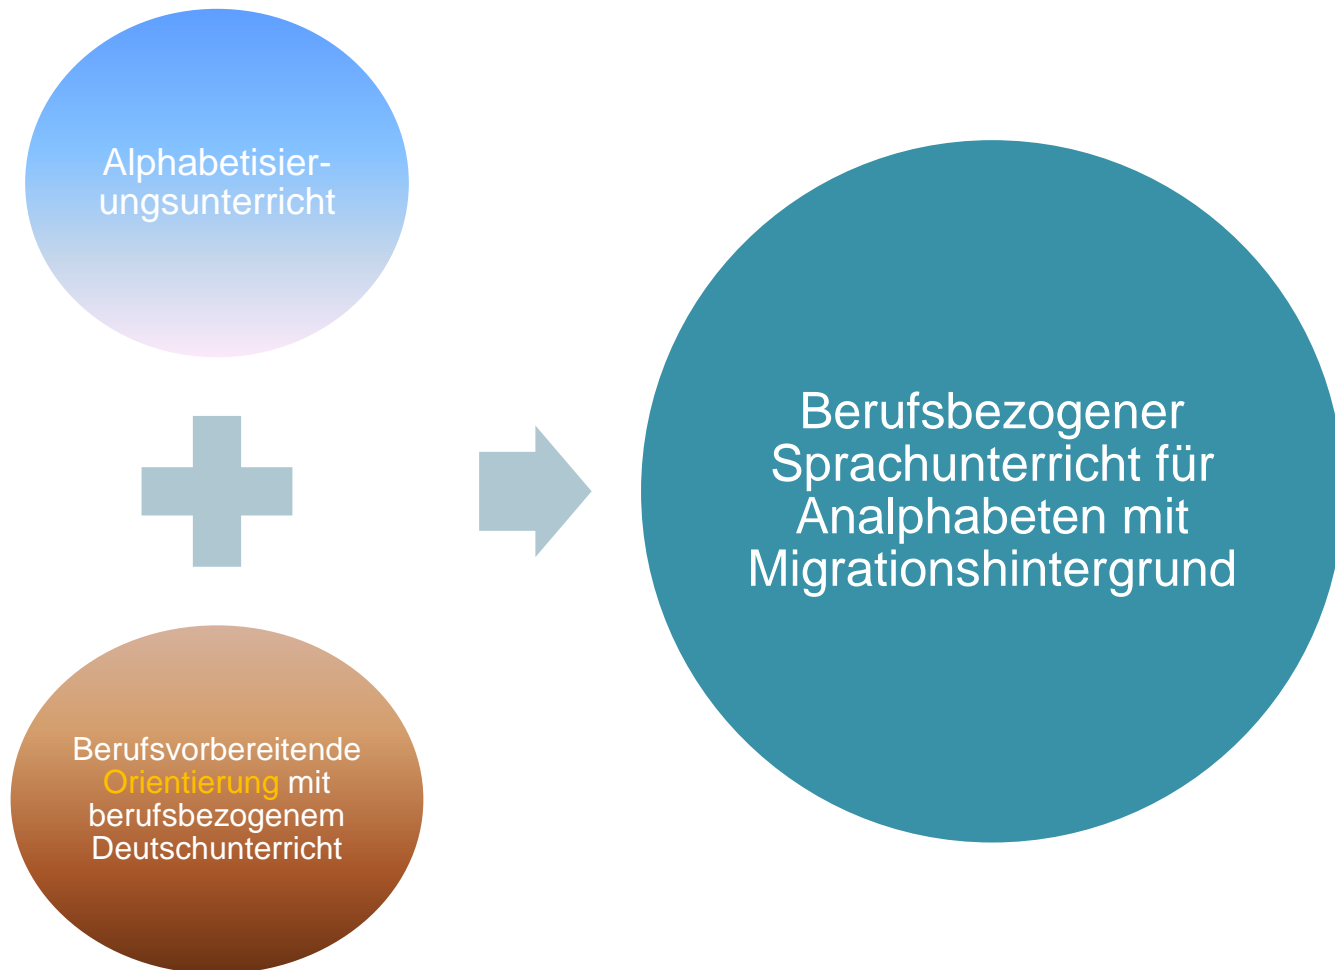 Alphabetisier-
ungsunterricht
Berufsvorbereitende
Orientierung mit
berufsbezogenem
Deutschunterricht
Berufsbezogener
Sprachunterricht für
Analphabeten mit
Migrationshintergrund